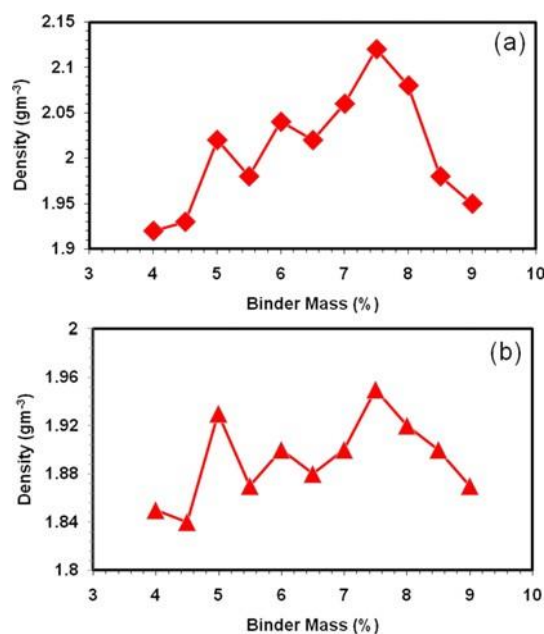 (a)
2.15
2.1
2.05
2
1.95
1.9
3 4 5 6 7 8 9 10
Density (gm⁻³)
Binder Mass (%)
(b)
2
1.96
1.92
1.88
1.84
1.8
3 4 5 6 7 8 9 10
Density (gm⁻³)
Binder Mass (%)